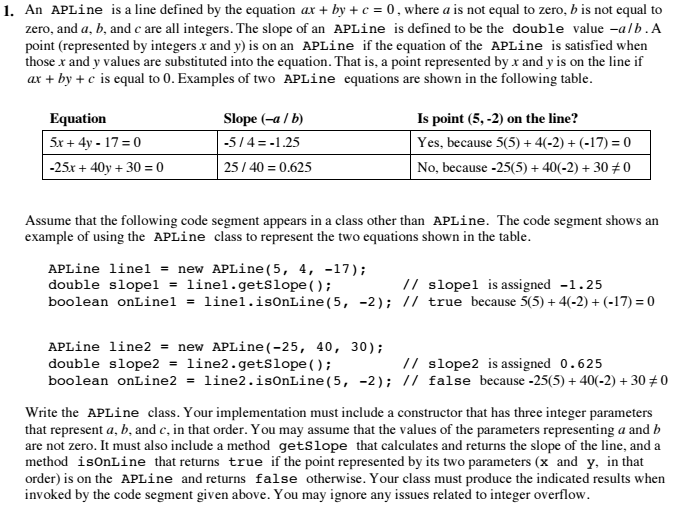 1. An APLine is a line defined by the equation ax + by + c = 0, where a is not equal to zero, b is not equal to
zero, and a, b, and c are all integers. The slope of an APLine is defined to be the double value -a/b. A
point (represented by integers x and y) is on an APLine if the equation of the APLine is satisfied when
those x and y values are substituted into the equation. That is, a point represented by x and y is on the line if
ax + by + c is equal to 0. Examples of two APLine equations are shown in the following table.
Equation Slope (–a / b) Is point (5, -2) on the line?
5x + 4y - 17 = 0 -5 / 4 = -1.25 Yes, because 5(5) + 4(-2) + (-17) = 0
-25x + 40y + 30 = 0 25 / 40 = 0.625 No, because -25(5) + 40(-2) + 30 ≠ 0
Assume that the following code segment appears in a class other than APLine. The code segment shows an
example of using the APLine class to represent the two equations shown in the table.
APLine line1 = new APLine(5, 4, -17);
double slope1 = line1.getSlope(); // slope1 is assigned -1.25
boolean onLine1 = line1.isOnLine(5, -2); // true because 5(5) + 4(-2) + (-17) = 0
APLine line2 = new APLine(-25, 40, 30);
double slope2 = line2.getSlope(); // slope2 is assigned 0.625
boolean onLine2 = line2.isOnLine(5, -2); // false because -25(5) + 40(-2) + 30 ≠ 0
Write the APLine class. Your implementation must include a constructor that has three integer parameters
that represent a, b, and c, in that order. You may assume that the values of the parameters representing a and b
are not zero. It must also include a method getSlope that calculates and returns the slope of the line, and a
method isOnLine that returns true if the point represented by its two parameters (x and y, in that
order) is on the APLine and returns false otherwise. Your class must produce the indicated results when
invoked by the code segment given above. You may ignore any issues related to integer overflow.